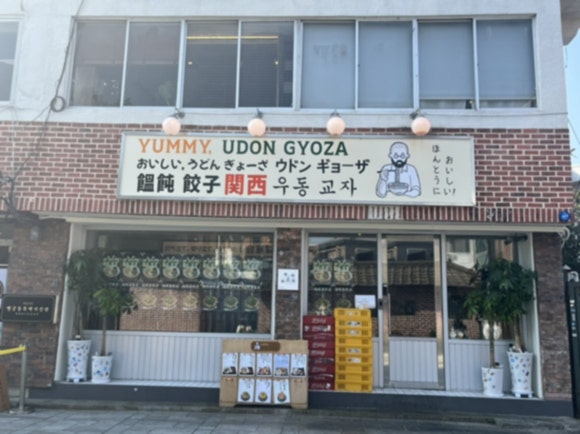 YUMMY. UDON GYOZA
おいしい, うどん ぎょーざ ウドン ギョーザ
饂飩 餃子 関西 우동 교자
おいしい!
ほんとうに